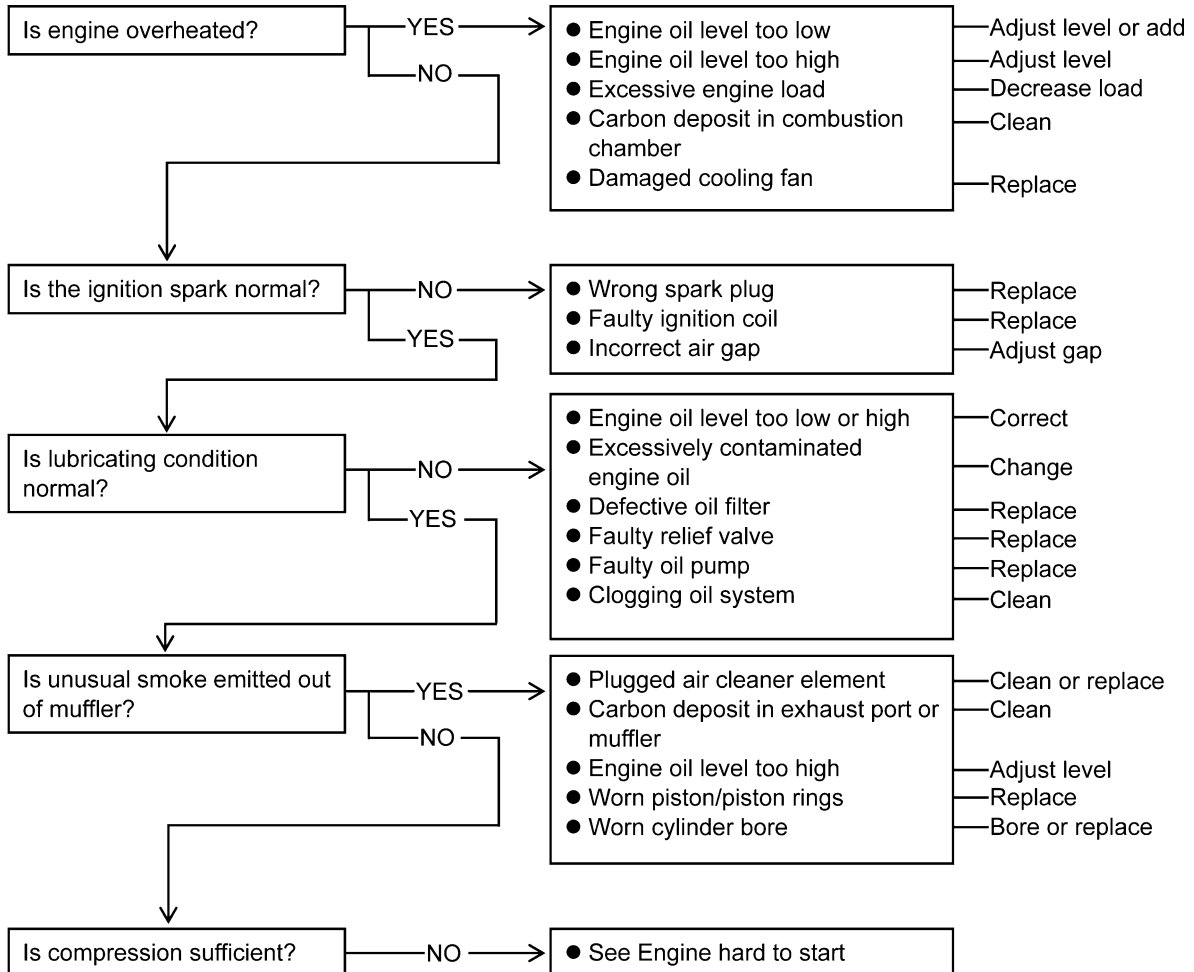 Is engine overheated?
YES
NO
● Engine oil level too low
● Engine oil level too high
● Excessive engine load
● Carbon deposit in combustion
chamber
● Damaged cooling fan
Adjust level or add
Adjust level
Decrease load
Clean
Replace
Is the ignition spark normal?
NO
YES
● Wrong spark plug
● Faulty ignition coil
● Incorrect air gap
Replace
Replace
Adjust gap
Is lubricating condition
normal?
NO
YES
● Engine oil level too low or high
● Excessively contaminated
engine oil
● Defective oil filter
● Faulty relief valve
● Faulty oil pump
● Clogging oil system
Correct
Change
Replace
Replace
Replace
Clean
Is unusual smoke emitted out
of muffler?
YES
NO
● Plugged air cleaner element
● Carbon deposit in exhaust port or
muffler
● Engine oil level too high
● Worn piston/piston rings
● Worn cylinder bore
Clean or replace
Clean
Adjust level
Replace
Bore or replace
Is compression sufficient?
NO
● See Engine hard to start